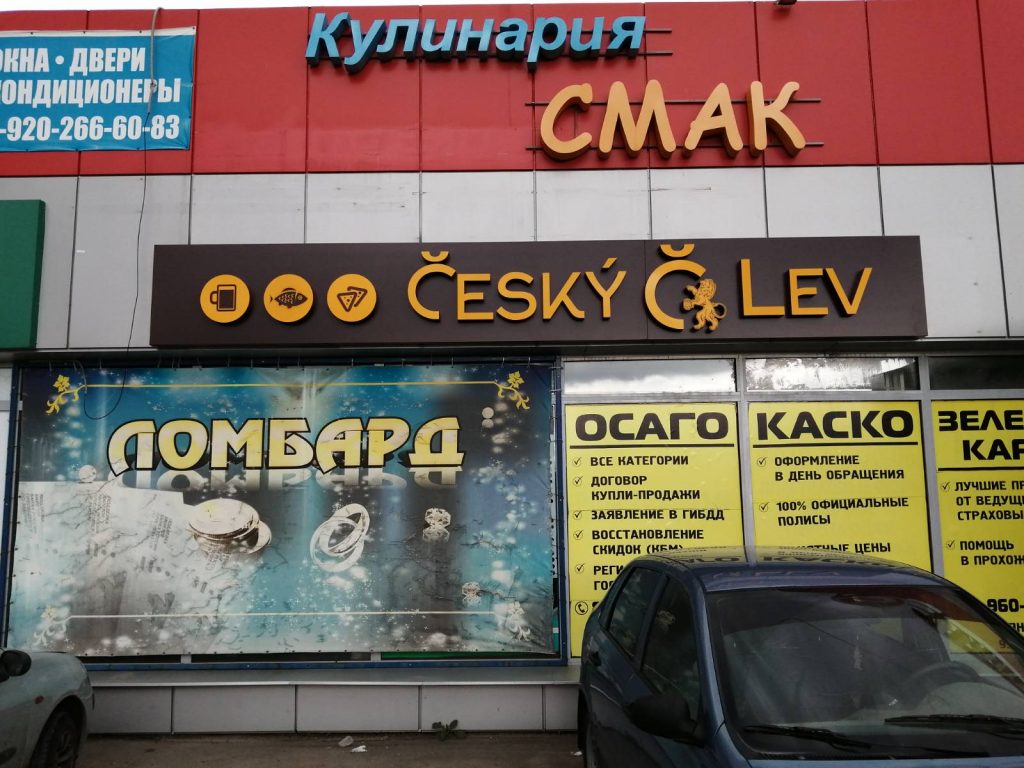 Кулинария
СМАК
ОКНА • ДВЕРИ
КОНДИЦИОНЕРЫ
-920-266-60-83
ČESKÝ Č LEV
ЛОМБАРД
ОСАГО
ВСЕ КАТЕГОРИИ
ДОГОВОР
КУПЛИ-ПРОДАЖИ
ЗАЯВЛЕНИЕ В ГИБДД
ВОССТАНОВЛЕНИЕ
СКИДОК (КБМ)
КАСКО
ОФОРМЛЕНИЕ
В ДЕНЬ ОБРАЩЕНИЯ
100% ОФИЦИАЛЬНЫЕ
ПОЛИСЫ
ЦЕНЫ
ЗЕЛЕ
КАР
ЛУЧШИЕ
ОТ ВЕДУЩ
СТРАХОВЫ
ПОМОЩЬ
В ПРОХОЖ
960-